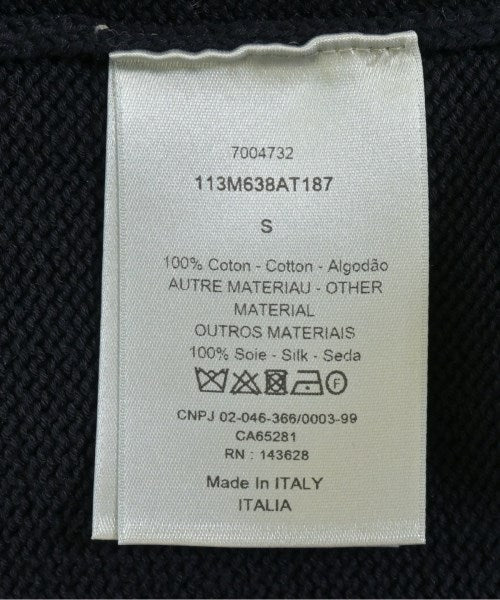 7004732
113M638AT187
S
100% Coton - Cotton - Algodão
AUTRE MATERIAU - OTHER
MATERIAL
OUTROS MATERIAIS
100% Soie - Silk - Seda
F
CNPJ 02-046-366/0003-99
CA65281
RN : 143628
Made In ITALY
ITALIA